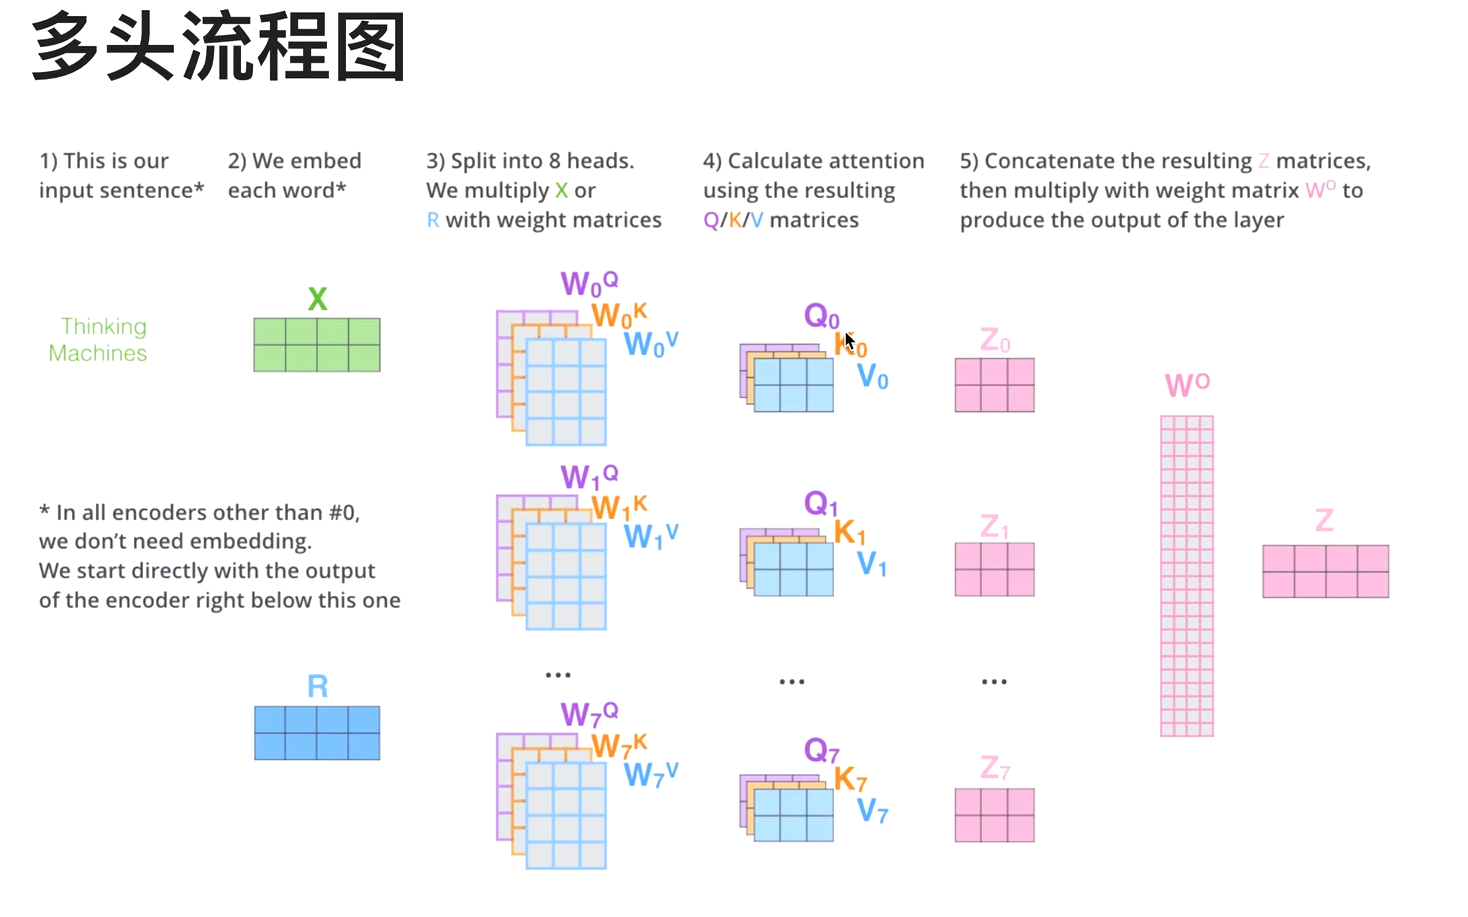 多头流程图
1) This is our
input sentence*
2) We embed
each word*
3) Split into 8 heads.
We multiply X or
R with weight matrices
4) Calculate attention
using the resulting
Q/K/V matrices
5) Concatenate the resulting Z matrices,
then multiply with weight matrix W^O to
produce the output of the layer
Thinking
Machines
X
W₀^Q
W₀^K
W₀^V
Q₀
K₀
V₀
Z₀
W^O
W₁^Q
W₁^K
W₁^V
Q₁
K₁
V₁
Z₁
Z
* In all encoders other than #0,
we don’t need embedding.
We start directly with the output
of the encoder right below this one
...
...
...
R
W₇^Q
W₇^K
W₇^V
Q₇
K₇
V₇
Z₇